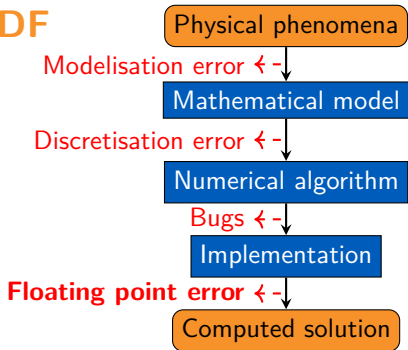 DF
Physical phenomena
Modelisation error
Mathematical model
Discretisation error
Numerical algorithm
Bugs
Implementation
Floating point error
Computed solution